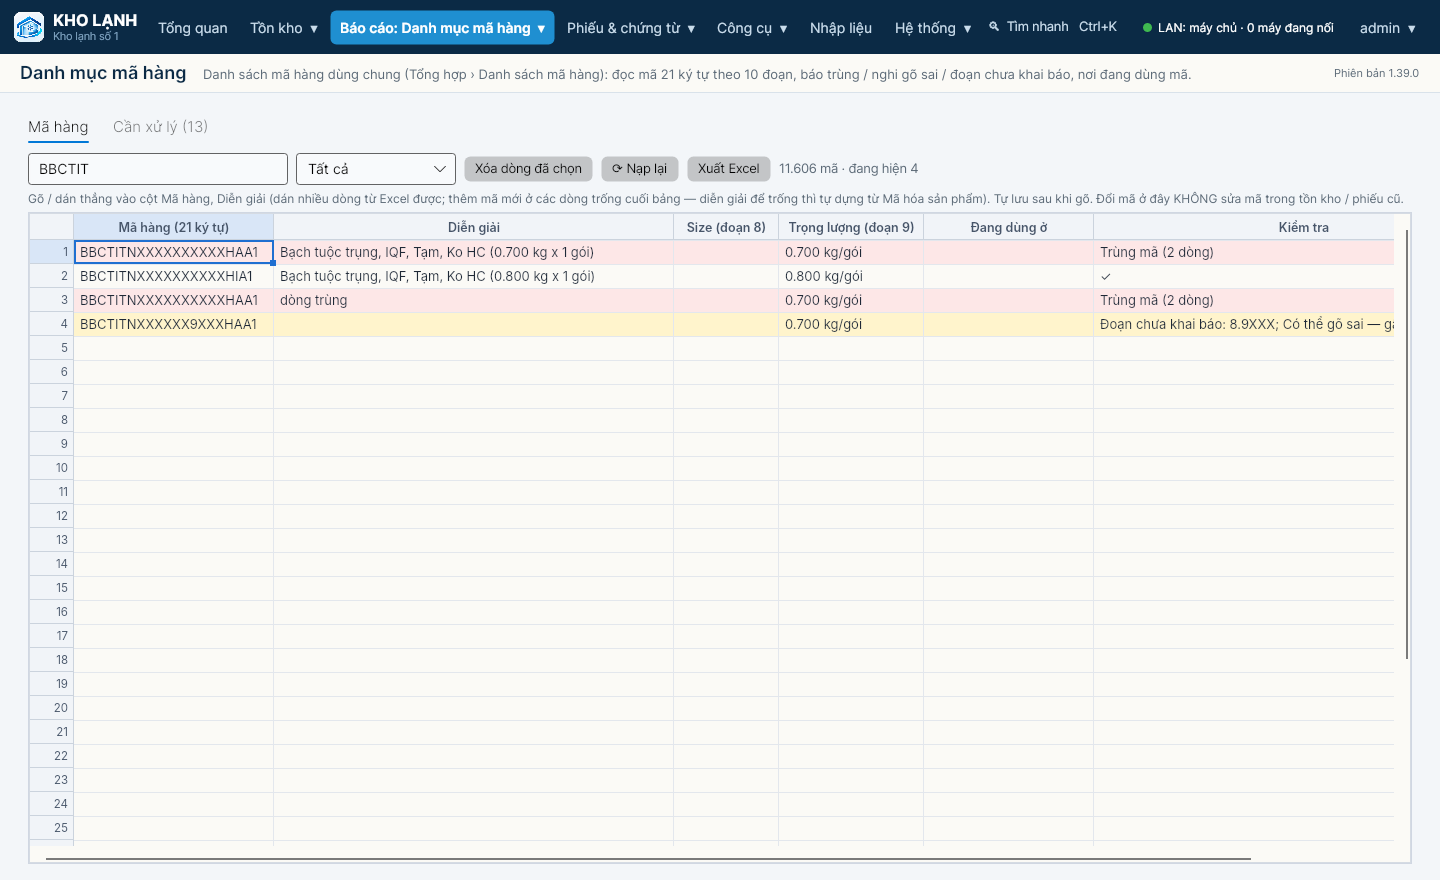 KHO LẠNH
Kho lạnh số 1
Tổng quan
Tồn kho ▾
Báo cáo: Danh mục mã hàng ▾
Phiếu & chứng từ ▾
Công cụ ▾
Nhập liệu
Hệ thống ▾
Tìm nhanh Ctrl+K
LAN: máy chủ · 0 máy đang nối
admin ▾
Danh mục mã hàng
Danh sách mã hàng dùng chung (Tổng hợp › Danh sách mã hàng): đọc mã 21 ký tự theo 10 đoạn, báo trùng / nghi gõ sai / đoạn chưa khai báo, nơi đang dùng mã.
Phiên bản 1.39.0
Mã hàng
Cần xử lý (13)
BBCTIT
Tất cả
Xóa dòng đã chọn
⟳ Nạp lại
Xuất Excel
11.606 mã · đang hiện 4
Gõ / dán thẳng vào cột Mã hàng, Diễn giải (dán nhiều dòng từ Excel được; thêm mã mới ở các dòng trống cuối bảng — diễn giải để trống thì tự dựng từ Mã hóa sản phẩm). Tự lưu sau khi gõ. Đổi mã ở đây KHÔNG sửa mã trong tồn kho / phiếu cũ.
Mã hàng (21 ký tự) Diễn giải Size (đoạn 8) Trọng lượng (đoạn 9) Đang dùng ở Kiểm tra
1 BBCTITNXXXXXXXXXXHAA1 Bạch tuộc trụng, IQF, Tạm, Ko HC (0.700 kg x 1 gói) 0.700 kg/gói Trùng mã (2 dòng)
2 BBCTITNXXXXXXXXXXHIA1 Bạch tuộc trụng, IQF, Tạm, Ko HC (0.800 kg x 1 gói) 0.800 kg/gói ✓
3 BBCTITNXXXXXXXXXXHAA1 dòng trùng 0.700 kg/gói Trùng mã (2 dòng)
4 BBCTITNXXXXXX9XXXHAA1 0.700 kg/gói Đoạn chưa khai báo: 8.9XXX; Có thể gõ sai — gầ
5
6
7
8
9
10
11
12
13
14
15
16
17
18
19
20
21
22
23
24
25